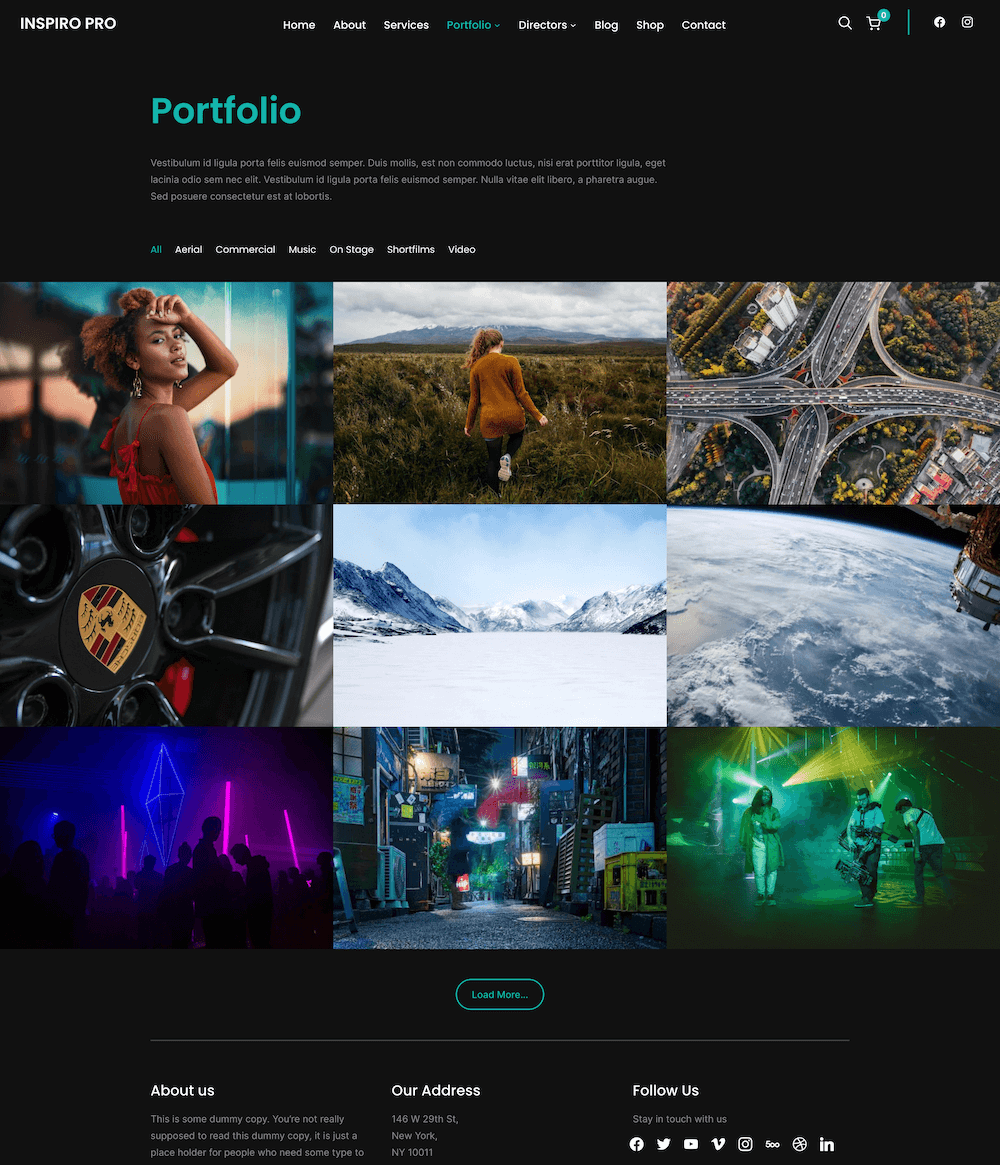 INSPIRO PRO
Home About Services Portfolio Directors Blog Shop Contact
0
Portfolio
Vestibulum id ligula porta felis euismod semper. Duis mollis, est non commodo luctus, nisi erat porttitor ligula, eget
lacinia odio sem nec elit. Vestibulum id ligula porta felis euismod semper. Nulla vitae elit libero, a pharetra augue.
Sed posuere consectetur est at lobortis.
All Aerial Commercial Music On Stage Shortfilms Video
Load More...
About us
This is some dummy copy. You're not really
supposed to read this dummy copy, it is just a
place holder for people who need some type to
Our Address
146 W 29th St,
New York,
NY 10011
Follow Us
Stay in touch with us
500